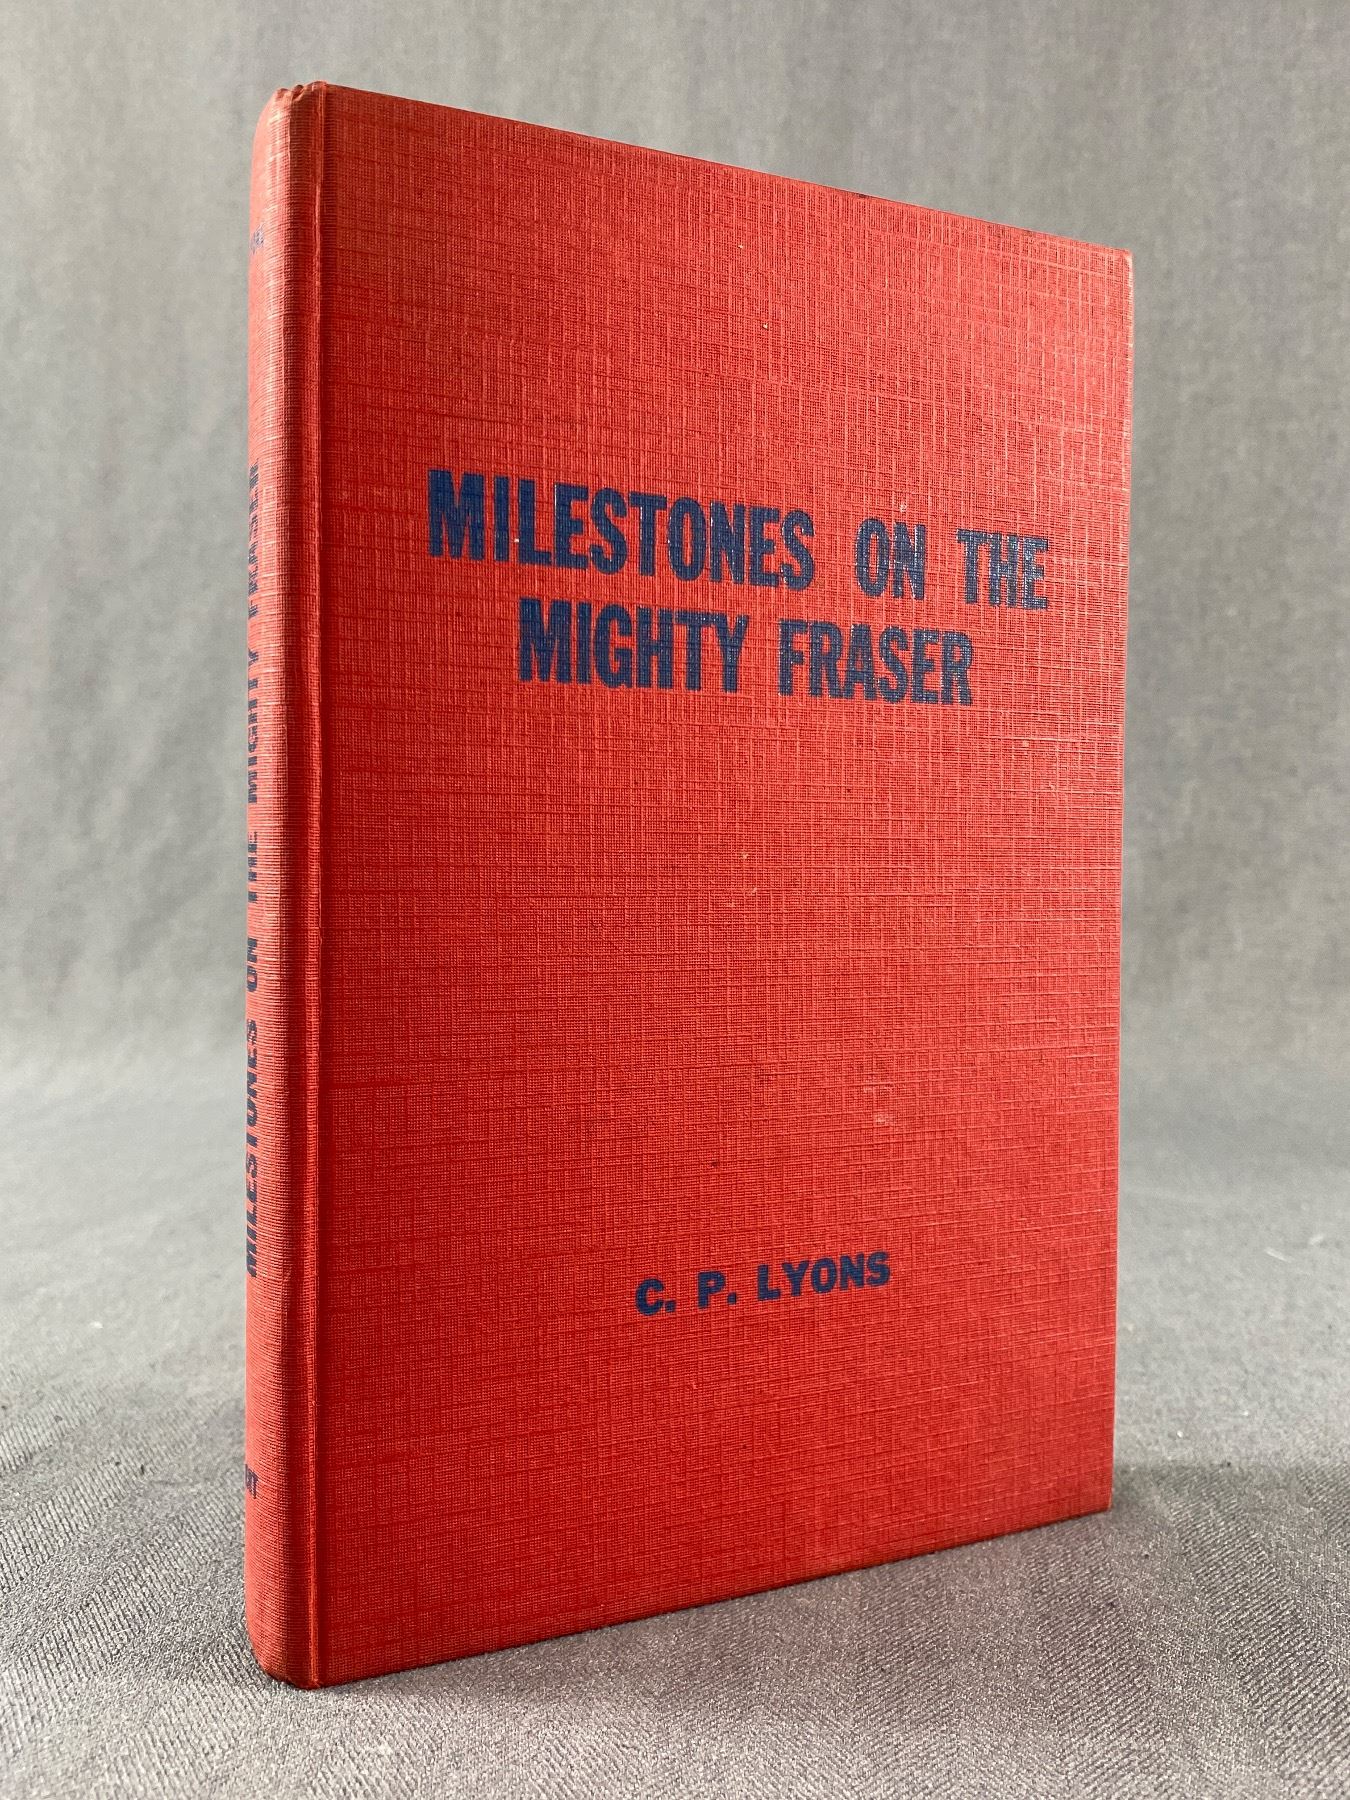 MILESTONES ON THE
MIGHTY FRASER
C. P. LYONS
MILESTONES ON THE MIGHTY FRASER